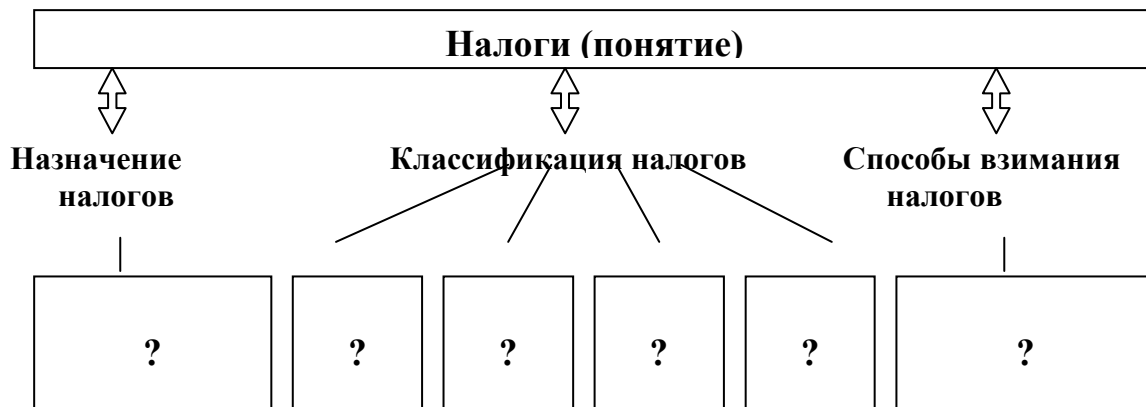 Налоги (понятие)
Назначение
налогов
Классификация налогов
Способы взимания
налогов
?
?
?
?
?
?